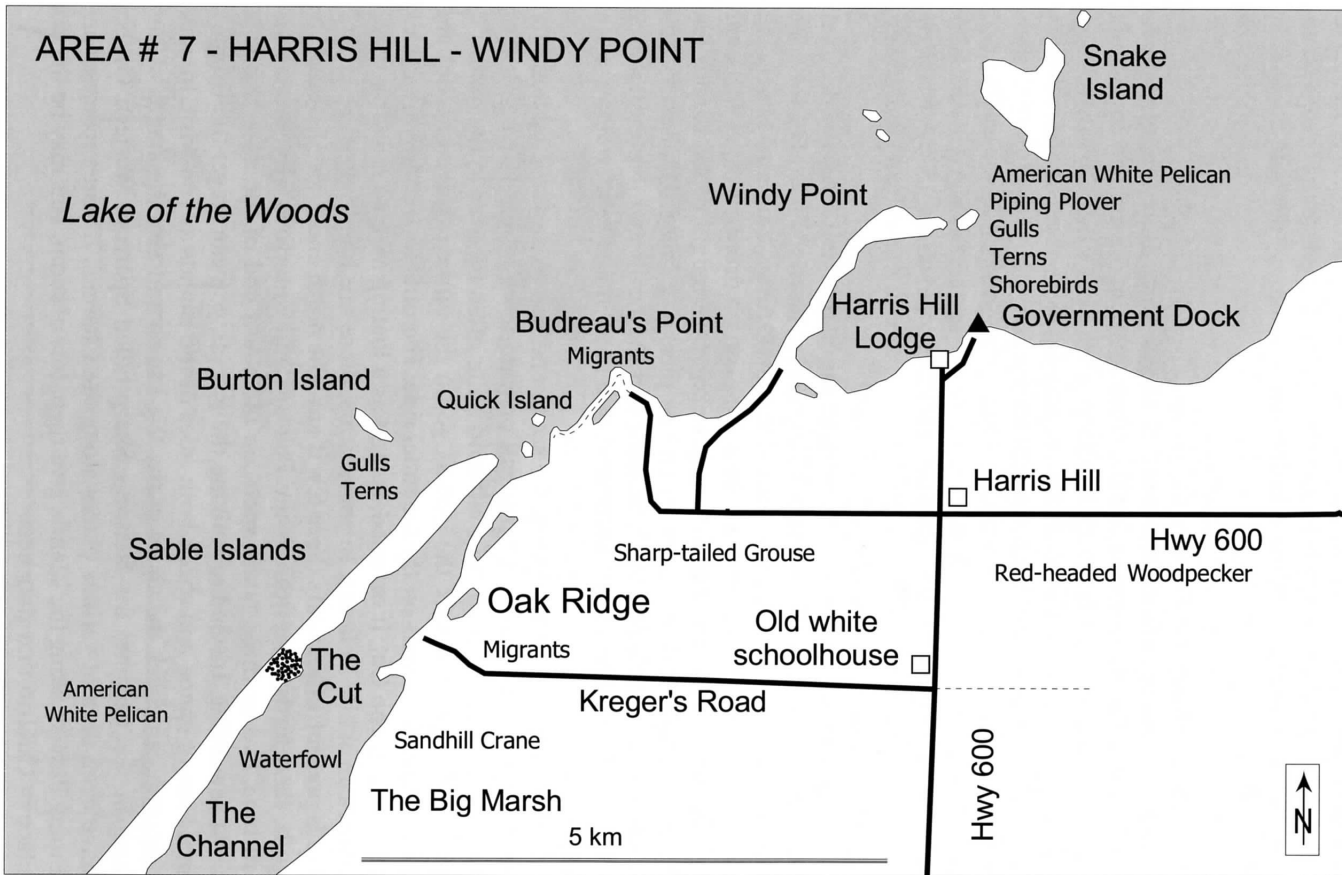 AREA # 7 - HARRIS HILL - WINDY POINT
Snake
Island
American White Pelican
Piping Plover
Gulls
Terns
Shorebirds
Windy Point
Lake of the Woods
Harris Hill
Lodge
Government Dock
Budreau's Point
Migrants
Burton Island
Quick Island
Gulls
Terns
Harris Hill
Hwy 600
Sable Islands
Sharp-tailed Grouse
Red-headed Woodpecker
Oak Ridge
Migrants
Old white
schoolhouse
The
Cut
American
White Pelican
Kreger's Road
Sandhill Crane
Waterfowl
Hwy 600
The Big Marsh
The
Channel
5 km
N